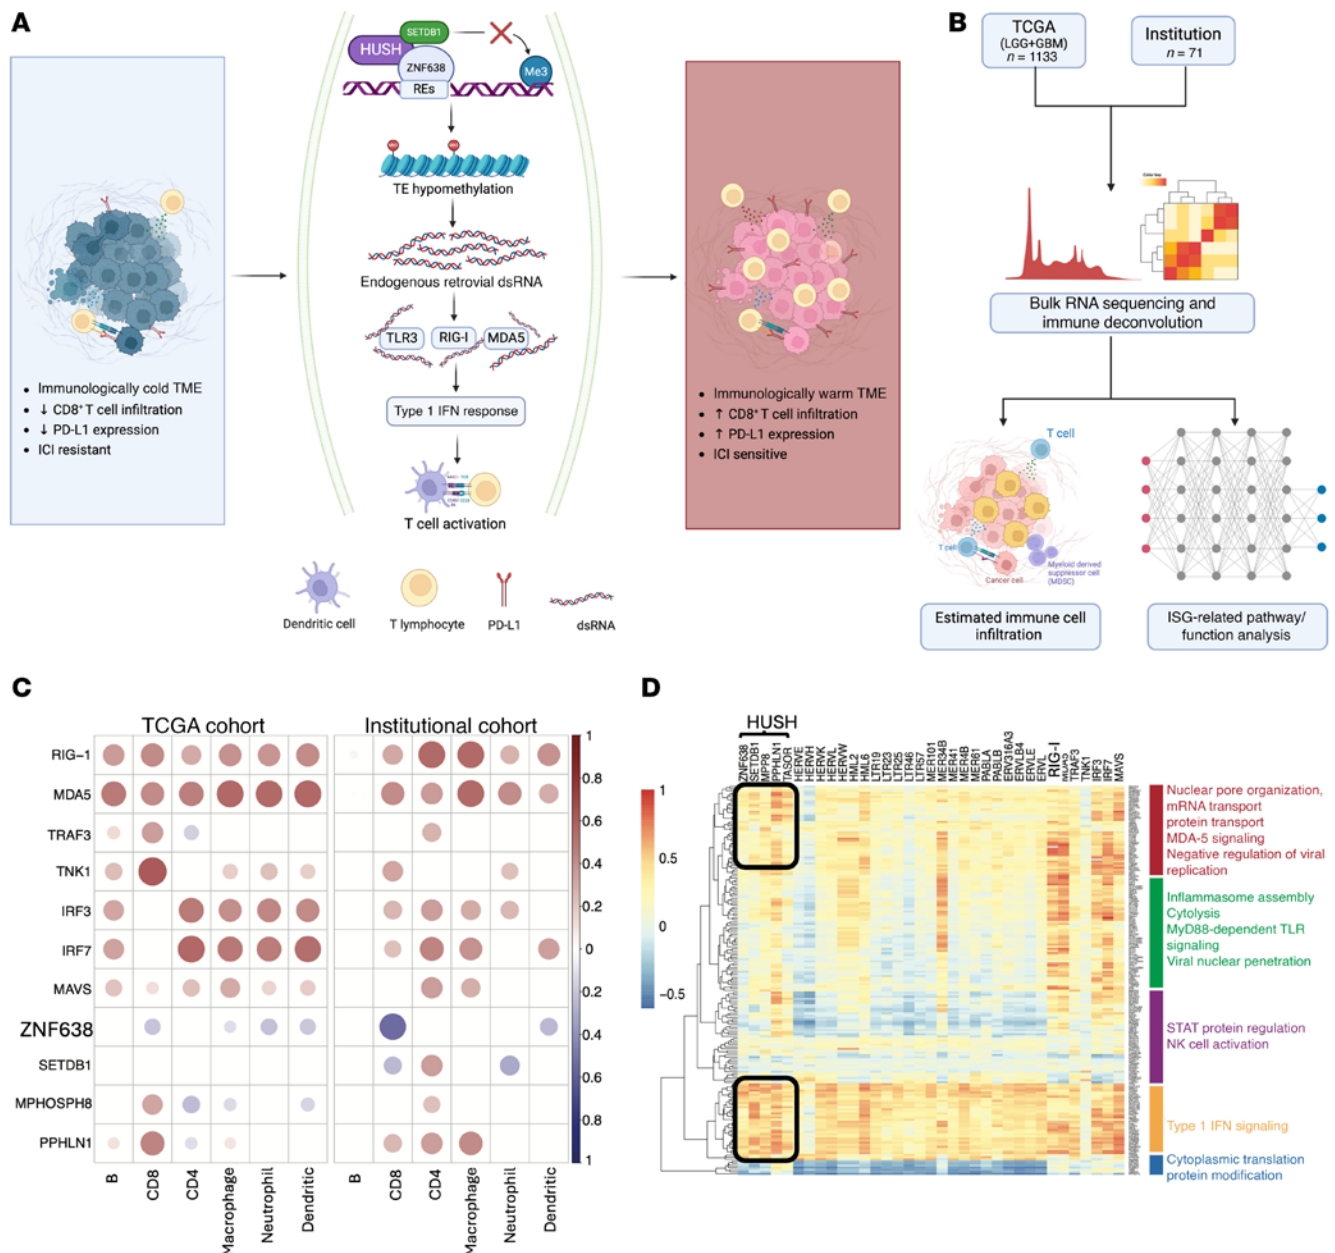 A
SETDB1
HUSH
ZNF638
Me3
REs
TE hypomethylation
Endogenous retrovial dsRNA
TLR3
RIG-I
MDA5
Type 1 IFN response
T cell activation
• Immunologically cold TME
• ↓ CD8⁺ T cell infiltration
• ↓ PD-L1 expression
• ICI resistant
• Immunologically warm TME
• ↑ CD8⁺ T cell infiltration
• ↑ PD-L1 expression
• ICI sensitive
Dendritic cell
T lymphocyte
PD-L1
dsRNA
B
TCGA
(LGG+GBM)
n = 1133
Institution
n = 71
Color key
Bulk RNA sequencing and
immune deconvolution
T cell
T cell
Cancer cell
Myeloid derived
suppressor cell
(MDSC)
Estimated immune cell
infiltration
ISG-related pathway/
function analysis
C
TCGA cohort
Institutional cohort
RIG-1
MDA5
TRAF3
TNK1
IRF3
IRF7
MAVS
ZNF638
SETDB1
MPHOSPH8
PPHLN1
B
CD8
CD4
Macrophage
Neutrophil
Dendritic
B
CD8
CD4
Macrophage
Neutrophil
Dendritic
1
0.8
0.6
0.4
0.2
0
0.2
0.4
0.6
0.8
1
D
HUSH
ZNF638
SETDB1
MPP8
PPHLN1
TASOR
HERVE
HERVH
HERVK
HERVL
HERVW
HML2
HML6
LTR19
LTR23
LTR25
LTR46
LTR57
MER101
MER34B
MER41
MER4B
MER61
PABLA
PABLB
ERV316A3
ERVLB4
ERVLE
ERVL
RIG-I
MDA5
TRAF3
TNK1
IRF3
IRF7
MAVS
1
0.5
0
−0.5
Nuclear pore organization,
mRNA transport
protein transport
MDA-5 signaling
Negative regulation of viral
replication
Inflammasome assembly
Cytolysis
MyD88-dependent TLR
signaling
Viral nuclear penetration
STAT protein regulation
NK cell activation
Type 1 IFN signaling
Cytoplasmic translation
protein modification